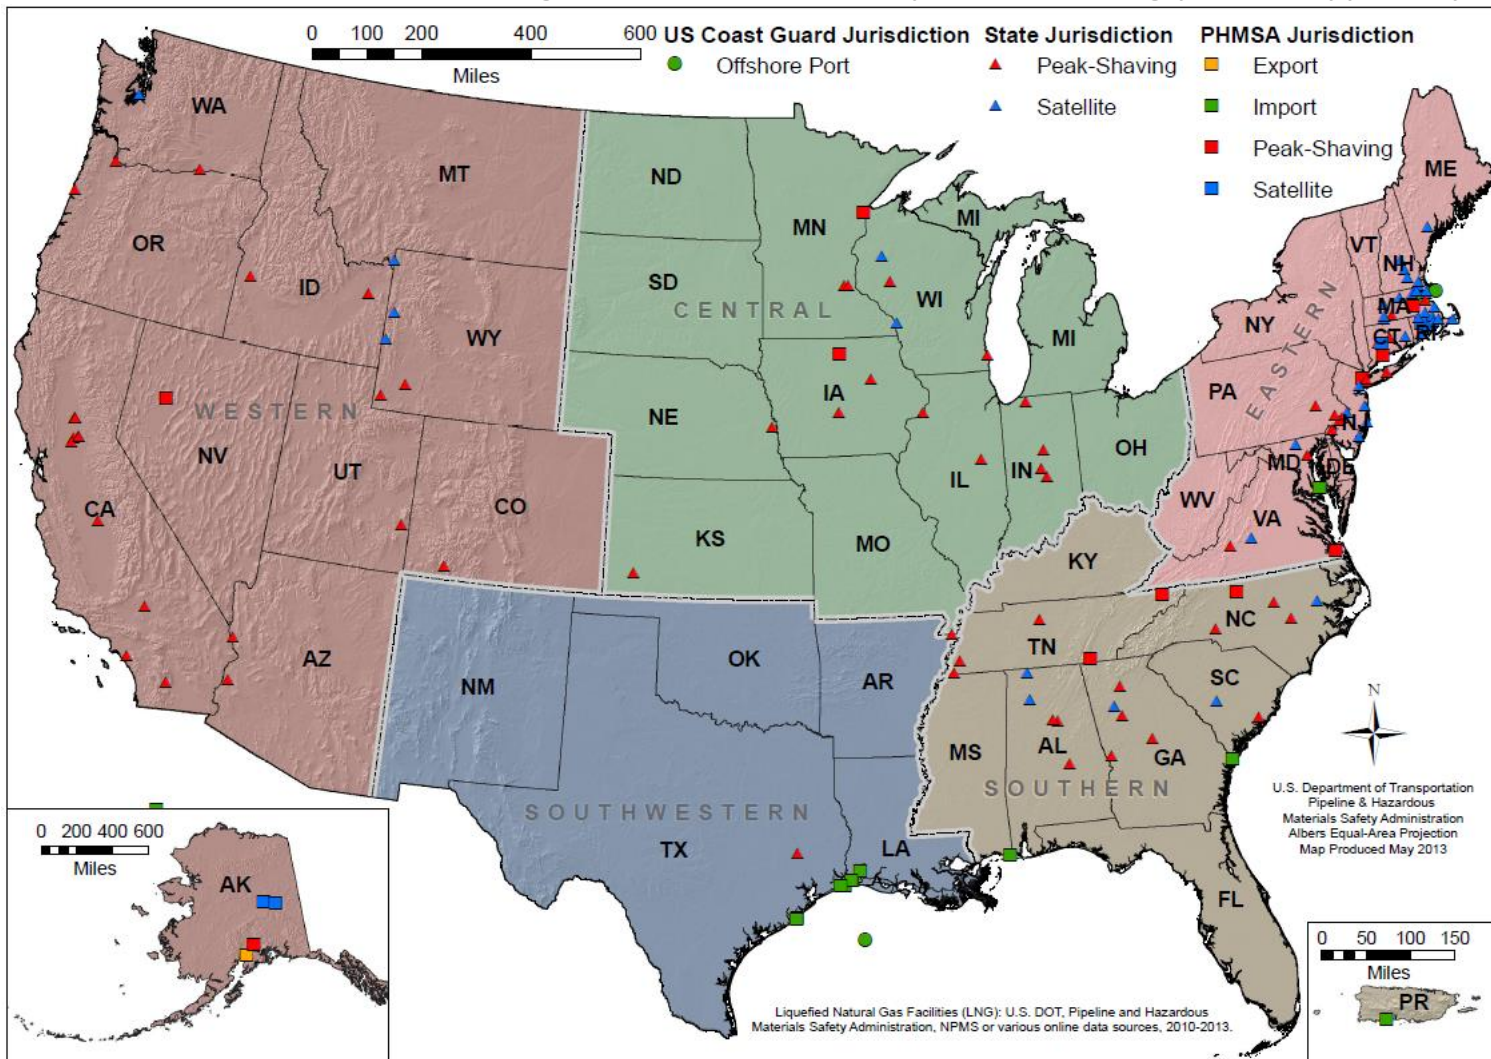 0 100 200 400 600
Miles
US Coast Guard Jurisdiction
Offshore Port
State Jurisdiction
Peak-Shaving
Satellite
PHMSA Jurisdiction
Export
Import
Peak-Shaving
Satellite
WA
MT
ND
MN
MI
ME
OR
ID
SD
WI
VT
NH
WY
CENTRAL
MI
NY
MA
CT
RI
EASTERN
WESTERN
NE
IA
PA
NJ
NV
UT
IL
IN
OH
MD
DE
CA
CO
KS
MO
WV
VA
KY
AZ
NM
OK
AR
TN
NC
SC
MS
AL
GA
SOUTHERN
SOUTHWESTERN
TX
LA
FL
N
U.S. Department of Transportation
Pipeline & Hazardous
Materials Safety Administration
Albers Equal-Area Projection
Map Produced May 2013
0 200 400 600
Miles
AK
0 50 100 150
Miles
PR
Liquefied Natural Gas Facilities (LNG): U.S. DOT, Pipeline and Hazardous
Materials Safety Administration, NPMS or various online data sources, 2010-2013.